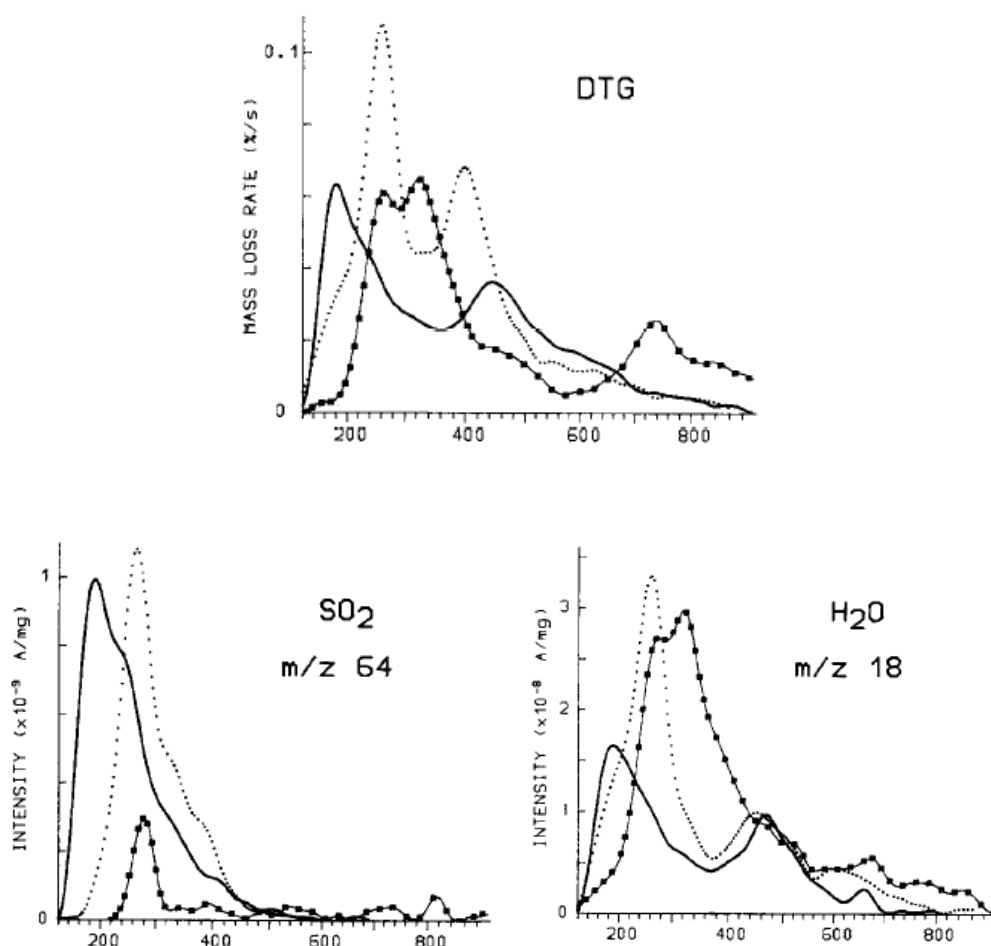 0.1
DTG
MASS LOSS RATE (%/s)
0
200 400 600 800
1
SO2
m/z 64
INTENSITY (x10⁻⁹ A/mg)
0
200 400 600 800
3
H2O
m/z 18
2
INTENSITY (x10⁻⁸ A/mg)
1
0
200 400 600 800